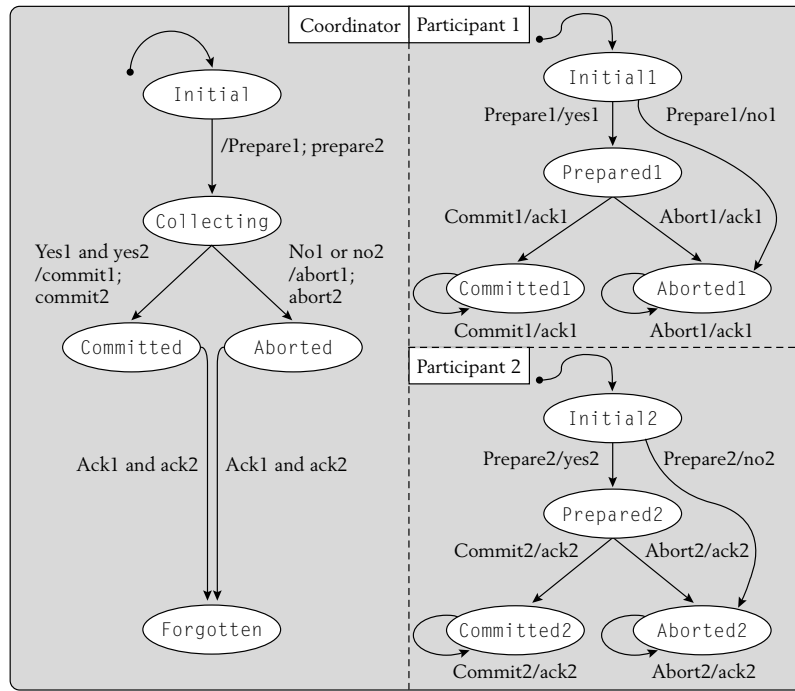 Coordinator
Initial
/Prepare1; prepare2
Collecting
Yes1 and yes2
/commit1;
commit2
No1 or no2
/abort1;
abort2
Committed
Aborted
Ack1 and ack2
Ack1 and ack2
Forgotten
Participant 1
Initial1
Prepare1/yes1
Prepare1/no1
Prepared1
Commit1/ack1
Abort1/ack1
Committed1
Aborted1
Commit1/ack1
Abort1/ack1
Participant 2
Initial2
Prepare2/yes2
Prepare2/no2
Prepared2
Commit2/ack2
Abort2/ack2
Committed2
Aborted2
Commit2/ack2
Abort2/ack2